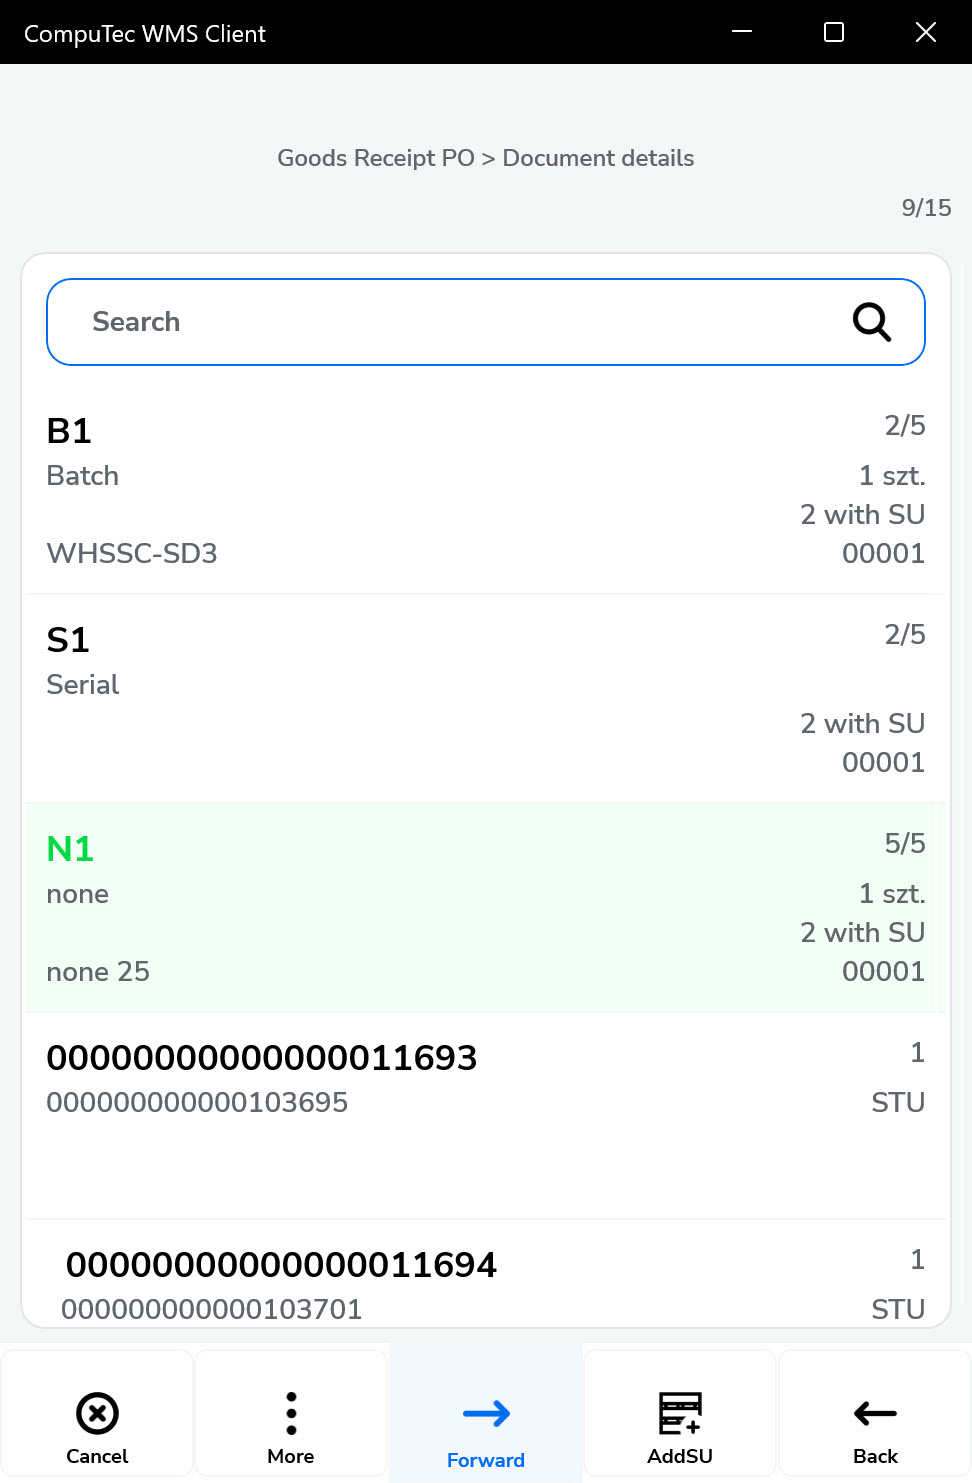 CompuTec WMS Client
Goods Receipt PO > Document details
9/15
Search
B1
2/5
Batch
1 szt.
2 with SU
WHSSC-SD3
00001
S1
2/5
Serial
2 with SU
00001
N1
5/5
none
1 szt.
2 with SU
none 25
00001
00000000000000011693
1
000000000000103695
STU
00000000000000011694
1
000000000000103701
STU
Cancel
More
Forward
AddSU
Back